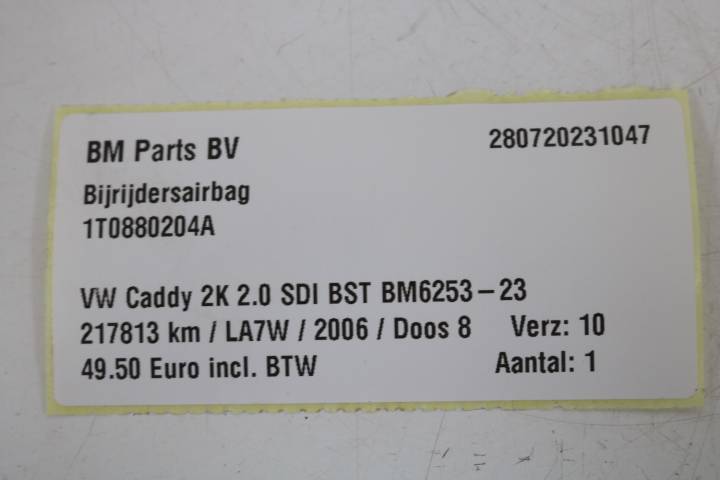 BM Parts BV 280720231047
Bijrijdersairbag
1T0880204A
VW Caddy 2K 2.0 SDI BST BM6253-23
217813 km / LA7W / 2006 / Doos 8 Verz: 10
49.50 Euro incl. BTW Aantal: 1